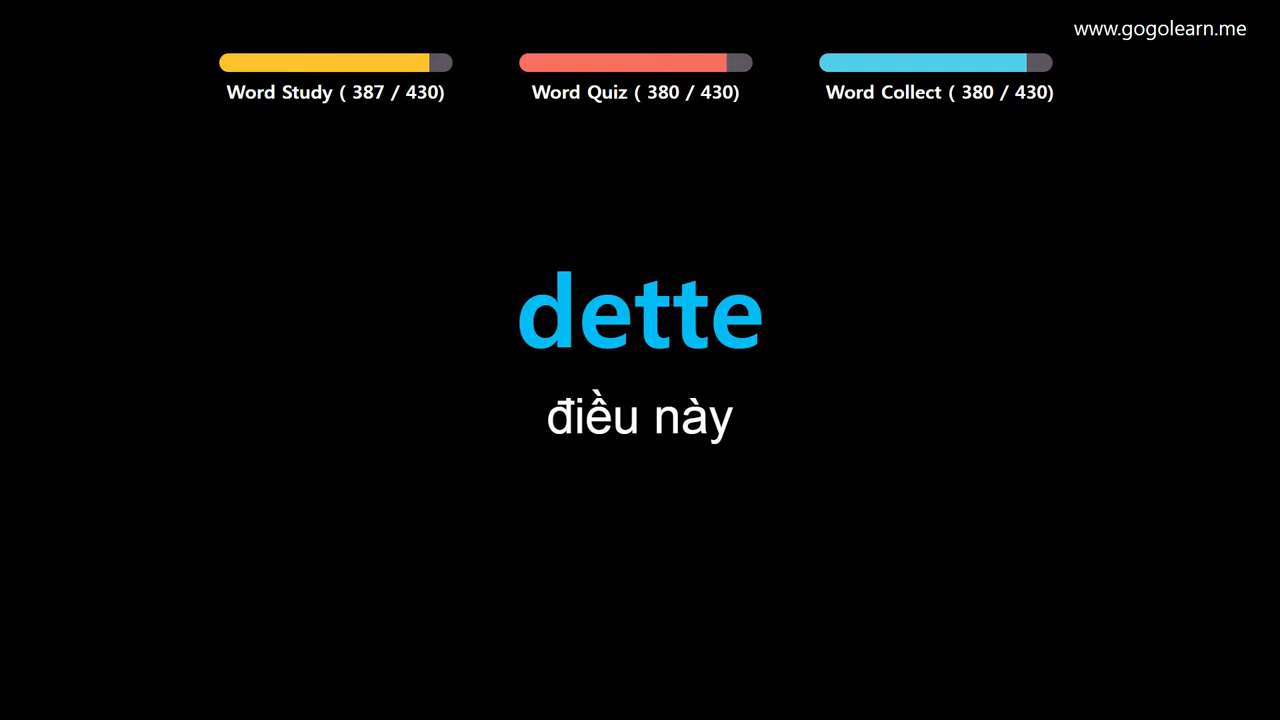 www.gogolearn.me
Word Study ( 387 / 430)
Word Quiz ( 380 / 430)
Word Collect ( 380 / 430)
dette
điều này